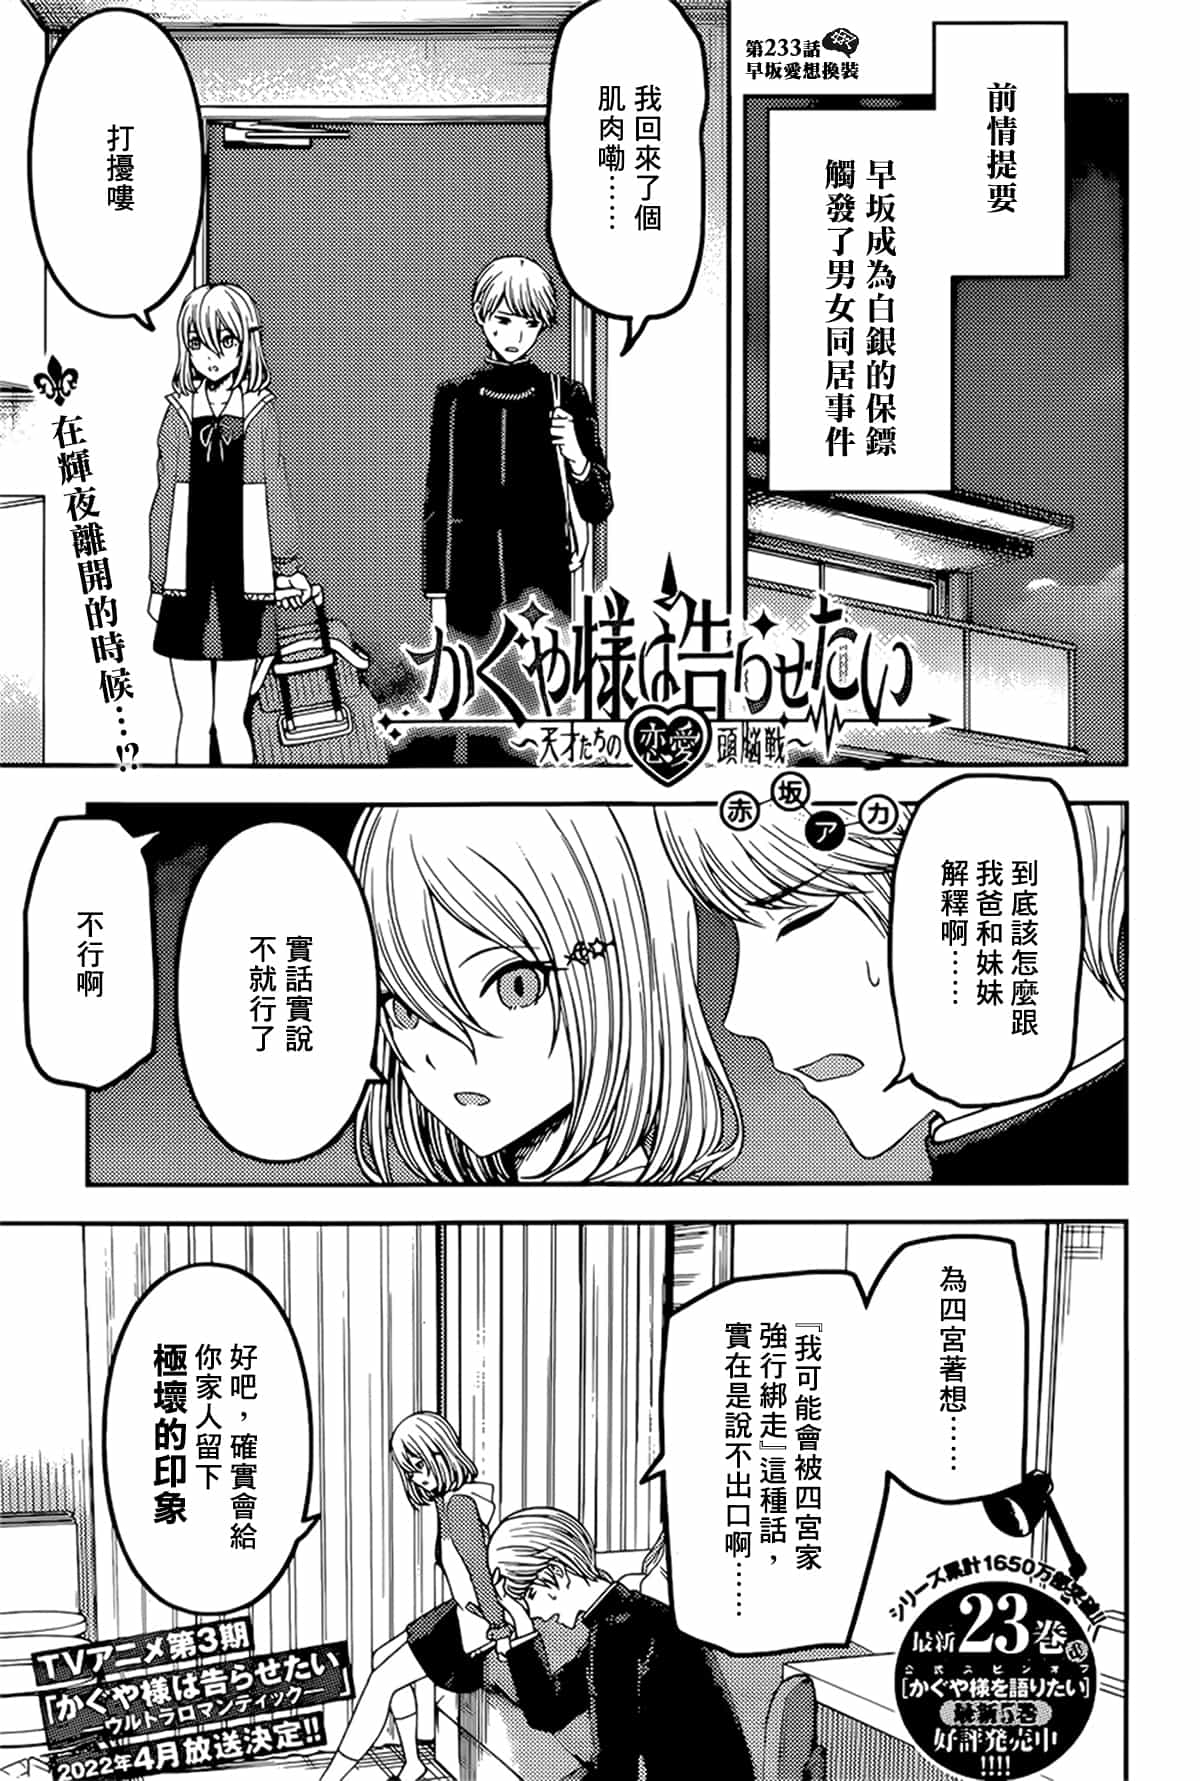 第233話
早坂愛想換裝
前情提要
早坂成為白銀的保鏢
觸發了男女同居事件
我回來了個
肌肉嘞……
打擾嘍
在輝夜離開的時候…⁉
かぐや様は告らせたい
～天才たちの恋愛頭脳戦～
赤坂アカ
到底該怎麼跟
我爸和妹妹
解釋啊……
實話實說
不就行了
不行啊
為四宮著想……
『我可能會被四宮家
強行綁走』這種話，
實在是說不出口啊……
好吧，確實會給
你家人留下
極壞的印象
シリーズ累計1650万部突破!!
最新23巻&
公式スピンオフ
[かぐや様を語りたい]
最新5巻
好評発売中
!!!!
TVアニメ第3期
「かぐや様は告らせたい
ーウルトラロマンティックー」
2022年4月放送決定!!